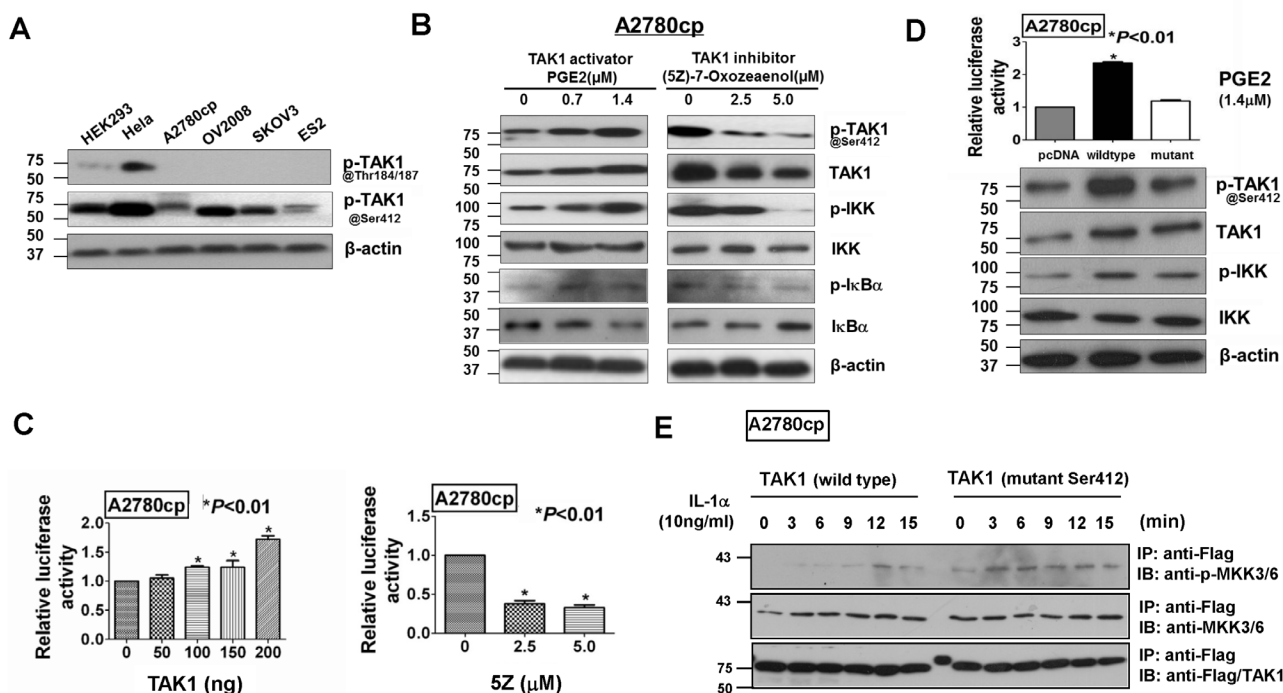 A
HEK293 Hela A2780cp OV2008 SKOV3 ES2
75
50
p-TAK1
@Thr184/187
75
50
p-TAK1
@Ser412
50
37
β-actin
B
A2780cp
TAK1 activator
PGE2(µM)
0 0.7 1.4
TAK1 inhibitor
(5Z)-7-Oxozeaenol(µM)
0 2.5 5.0
75
p-TAK1
@Ser412
75
50
TAK1
100
75
p-IKK
100
75
IKK
50
37
p-IκBα
50
37
IκBα
50
37
β-actin
C
A2780cp
*P<0.01
Relative luciferase
activity
2.0
1.5
1.0
0.5
0.0
* * *
0 50 100 150 200
TAK1 (ng)
A2780cp
*P<0.01
Relative luciferase
activity
1.5
1.0
0.5
0.0
* *
0 2.5 5.0
5Z (µM)
D
A2780cp
*P<0.01
Relative luciferase
activity
3
2
1
0
*
pcDNA wildtype mutant
PGE2
(1.4µM)
75
p-TAK1
@Ser412
75
50
TAK1
100
75
p-IKK
100
75
IKK
50
37
β-actin
E
A2780cp
TAK1 (wild type) TAK1 (mutant Ser412)
IL-1α
(10ng/ml)
0 3 6 9 12 15 0 3 6 9 12 15 (min)
43
IP: anti-Flag
IB: anti-p-MKK3/6
43
IP: anti-Flag
IB: anti-MKK3/6
75
50
IP: anti-Flag
IB: anti-Flag/TAK1